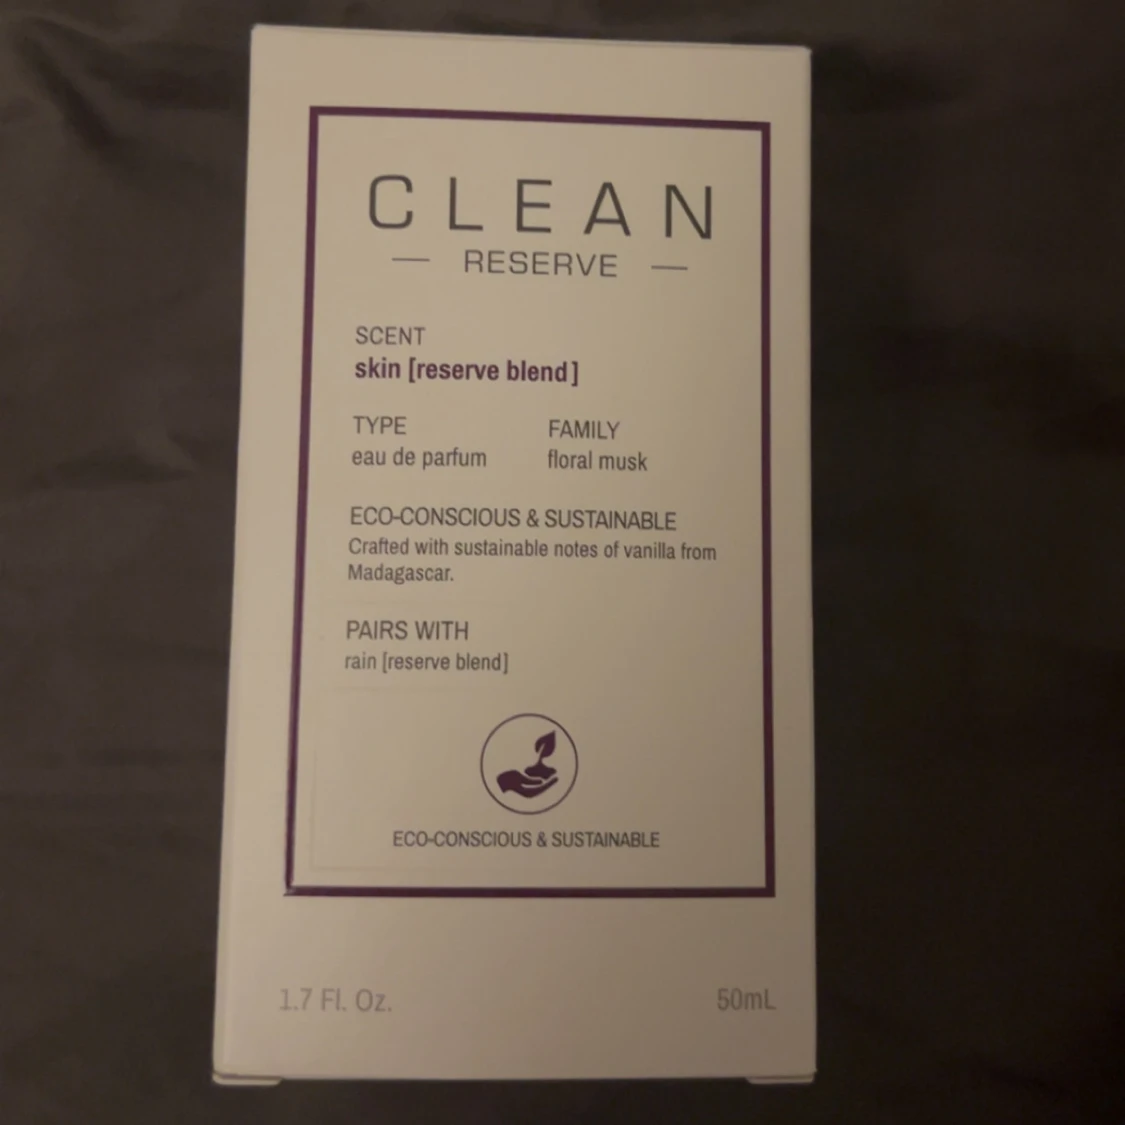 CLEAN
— RESERVE —
SCENT
skin [reserve blend]
TYPE FAMILY
eau de parfum floral musk
ECO-CONSCIOUS & SUSTAINABLE
Crafted with sustainable notes of vanilla from
Madagascar.
PAIRS WITH
rain [reserve blend]
ECO-CONSCIOUS & SUSTAINABLE
1.7 Fl. Oz. 50mL